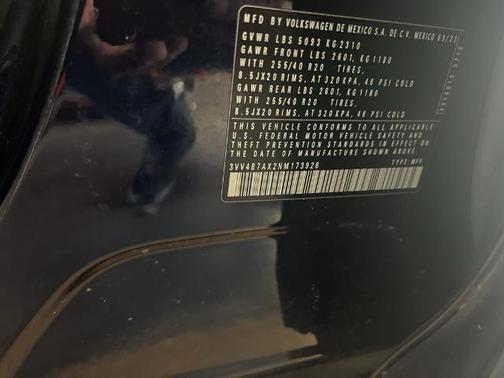 MFD BY VOLKSWAGEN DE MEXICO S.A. DE C.V. MEXICO 03/22
GVWR LBS 5093 KG 2310
GAWR FRONT LBS 2601, KG 1180
WITH 255/40 R20 TIRES,
8.5JX20 RIMS, AT 320 KPA, 46 PSI COLD
GAWR REAR LBS 2601, KG 1180
WITH 255/40 R20 TIRES,
8.5JX20 RIMS, AT 320 KPA, 46 PSI COLD
THIS VEHICLE CONFORMS TO ALL APPLICABLE
U.S. FEDERAL MOTOR VEHICLE SAFETY AND
THEFT PREVENTION STANDARDS IN EFFECT ON
THE DATE OF MANUFACTURE SHOWN ABOVE
3VV4B7AX2NM173928 TYPE: MPV